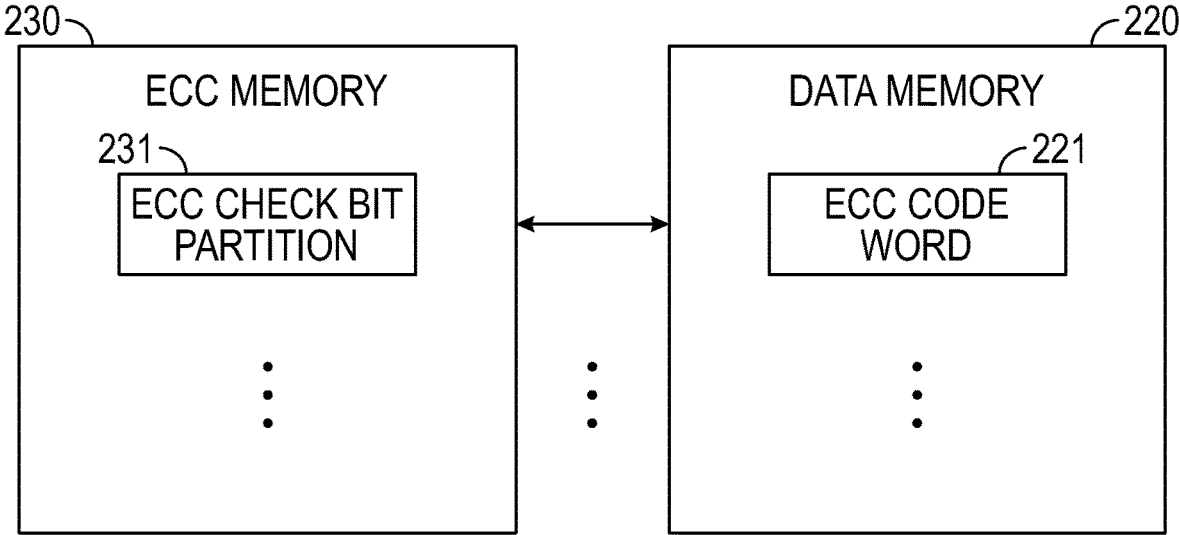 230
220
ECC MEMORY
DATA MEMORY
231
221
ECC CHECK BIT
PARTITION
ECC CODE
WORD